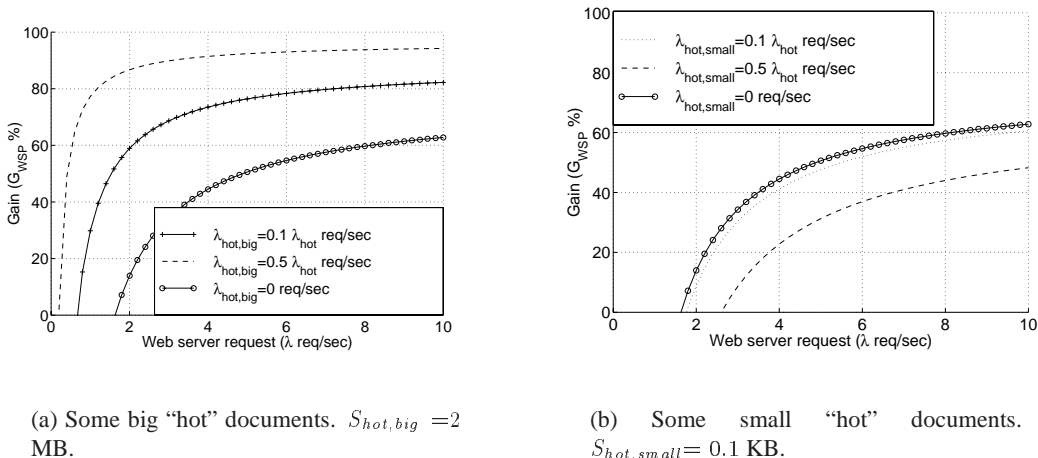 100
80
60
40
20
0
Gain (G_WSP %)
λ_hot,big=0.1 λ_hot req/sec
λ_hot,big=0.5 λ_hot req/sec
λ_hot,big=0 req/sec
0 2 4 6 8 10
Web server request (λ req/sec)
(a) Some big “hot” documents. S_hot,big =2
MB.
100
80
60
40
20
0
Gain (G_WSP %)
λ_hot,small=0.1 λ_hot req/sec
λ_hot,small=0.5 λ_hot req/sec
λ_hot,small=0 req/sec
0 2 4 6 8 10
Web server request (λ req/sec)
(b) Some small “hot” documents.
S_hot,small= 0.1 KB.